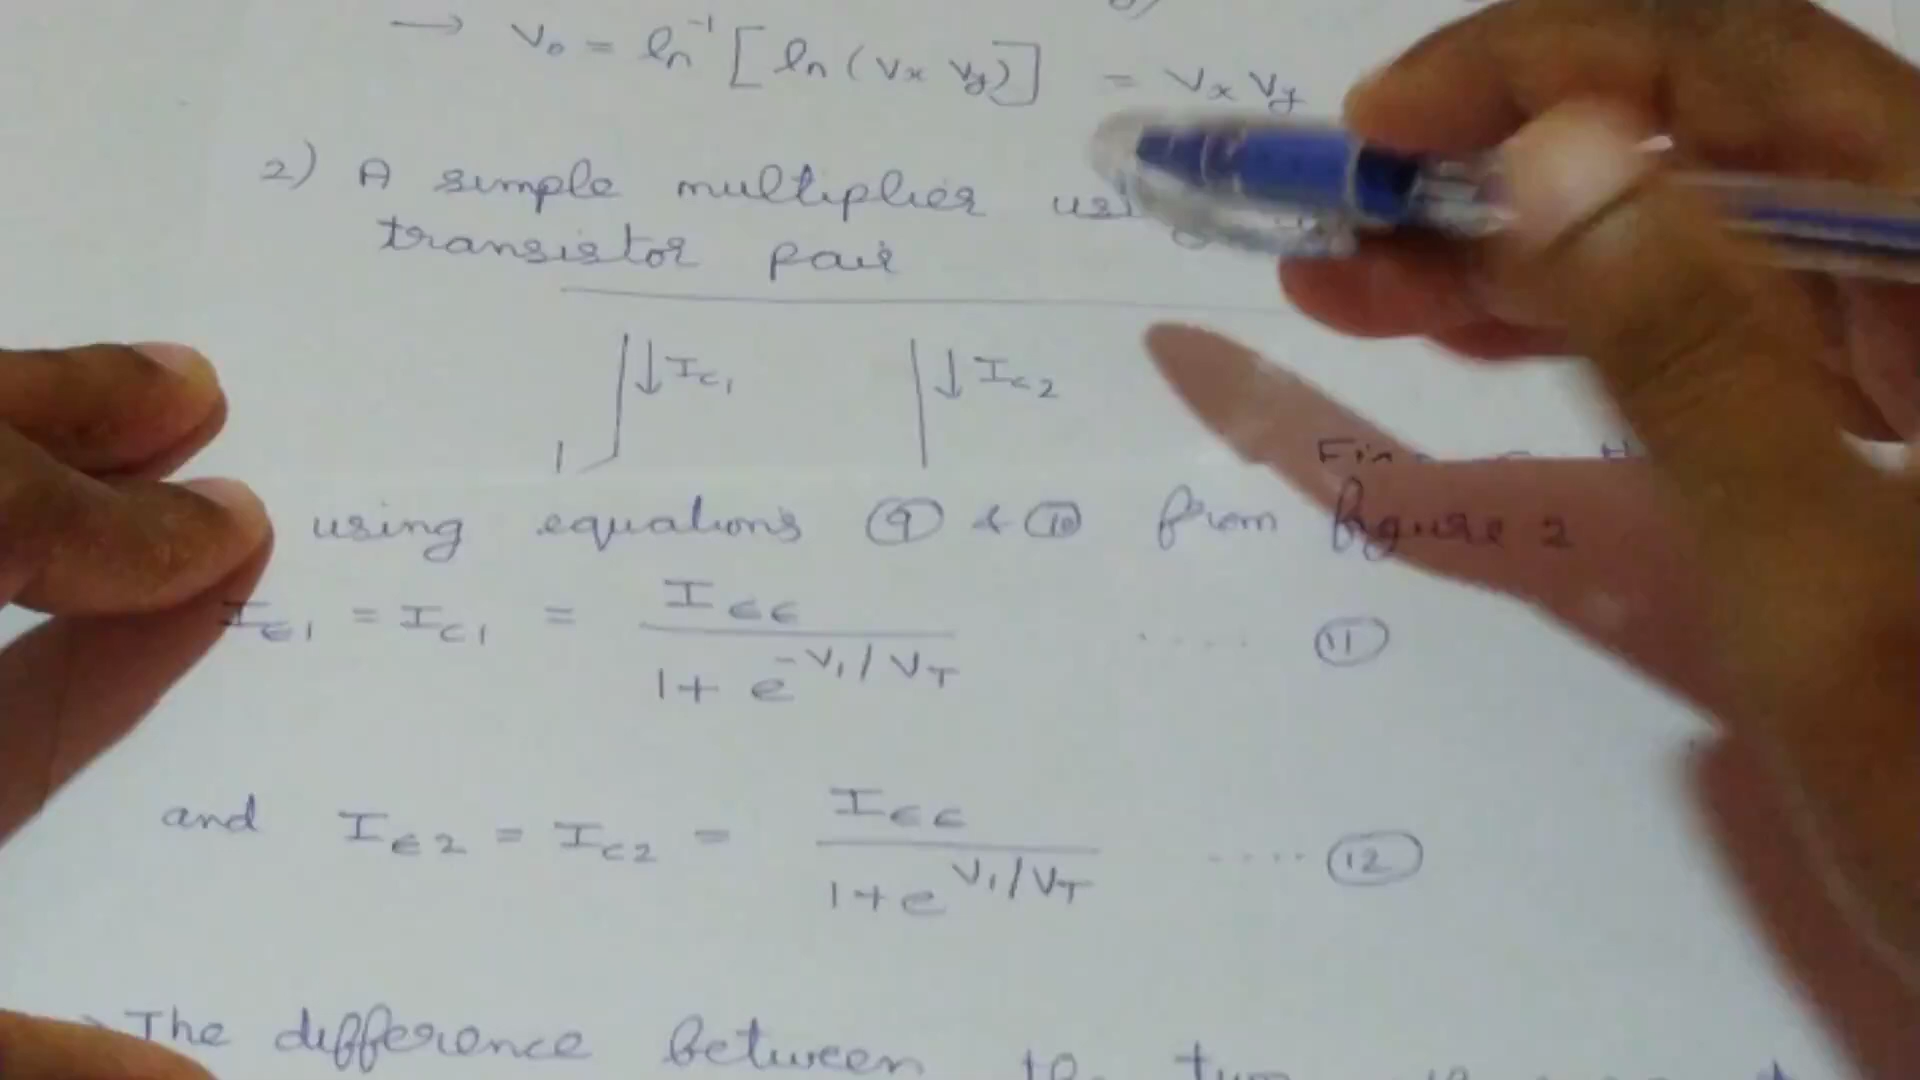 → V₀ = ln⁻¹ [ln (Vx Vy)] = Vx Vy
2) A simple multiplier
transistor pair
↓ Ic1 ↓ Ic2
using equations ⑨ & ⑩ from figure 2
IE1 = IC1 = IEE / (1 + e^(-V1/VT)) ..... ⑪
and IE2 = IC2 = IEE / (1 + e^(V1/VT)) ..... ⑫
→ The difference between